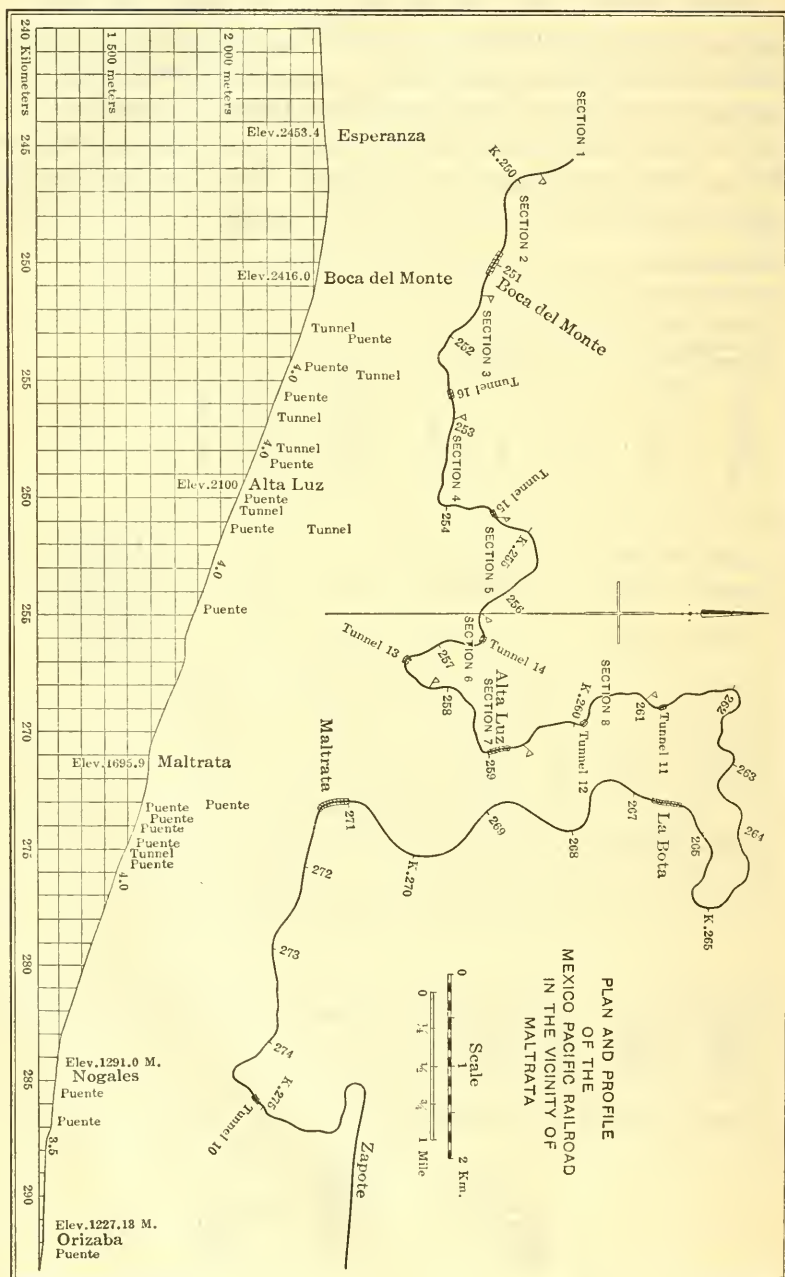 PLAN AND PROFILE
OF THE
MEXICO PACIFIC RAILROAD
IN THE VICINITY OF
MALTRATA
Scale
0
1
2 Km.
0
¼
½
¾
1 Mile
SECTION 1
K.250
SECTION 2
251
Boca del Monte
SECTION 3
252
Tunnel 16
253
SECTION 4
254
Tunnel 15
K.255
SECTION 5
256
Tunnel 14
SECTION 6
257
Tunnel 13
258
SECTION 7
Alta Luz
259
K.260
Tunnel 12
SECTION 8
261
Tunnel 11
262
263
264
K.265
266
La Bota
267
268
269
K.270
271
Maltrata
272
273
274
K.275
Tunnel 10
Zapote
2 000 meters
1 500 meters
240 Kilometers
245
250
255
260
265
270
275
280
285
290
Elev.2453.4
Esperanza
Elev.2416.0
Boca del Monte
Tunnel
Puente
Puente
4.0
Tunnel
Puente
Tunnel
4.0
Tunnel
Puente
Elev.2100
Alta Luz
Puente
Tunnel
Puente
Tunnel
4.0
Puente
Elev.1695.9
Maltrata
Puente
Puente
Puente
Puente
Puente
Tunnel
Puente
4.0
Elev.1291.0 M.
Nogales
Puente
Puente
3.5
Elev.1227.18 M.
Orizaba
Puente